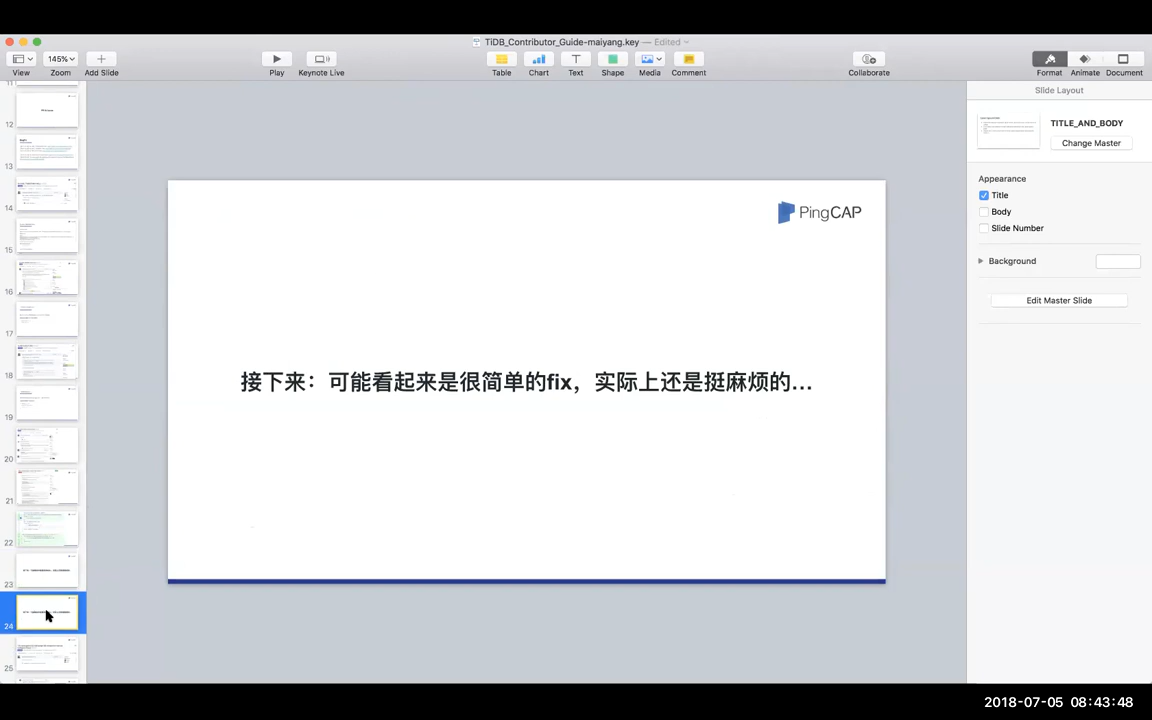 TiDB_Contributor_Guide-maiyang.key — Edited
145%
View
Zoom
Add Slide
Play
Keynote Live
Table
Chart
Text
Shape
Media
Comment
Collaborate
Format
Animate
Document
Slide Layout
TITLE_AND_BODY
Change Master
Appearance
Title
Body
Slide Number
Background
Edit Master Slide
11
12
13
14
15
16
17
18
19
20
21
22
23
24
25
PingCAP
接下来：可能看起来是很简单的fix，实际上还是挺麻烦的...
2018-07-05 08:43:48